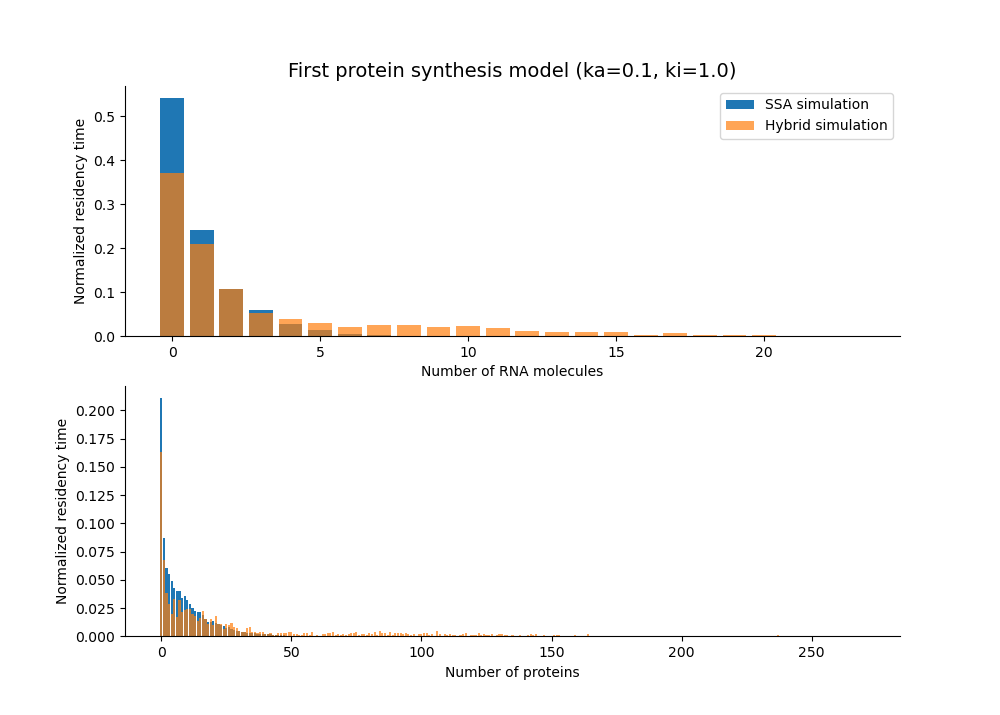 First protein synthesis model (ka=0.1, ki=1.0)
SSA simulation
Hybrid simulation
Normalized residency time
0.5
0.4
0.3
0.2
0.1
0.0
0 5 10 15 20
Number of RNA molecules
Normalized residency time
0.200
0.175
0.150
0.125
0.100
0.075
0.050
0.025
0.000
0 50 100 150 200 250
Number of proteins